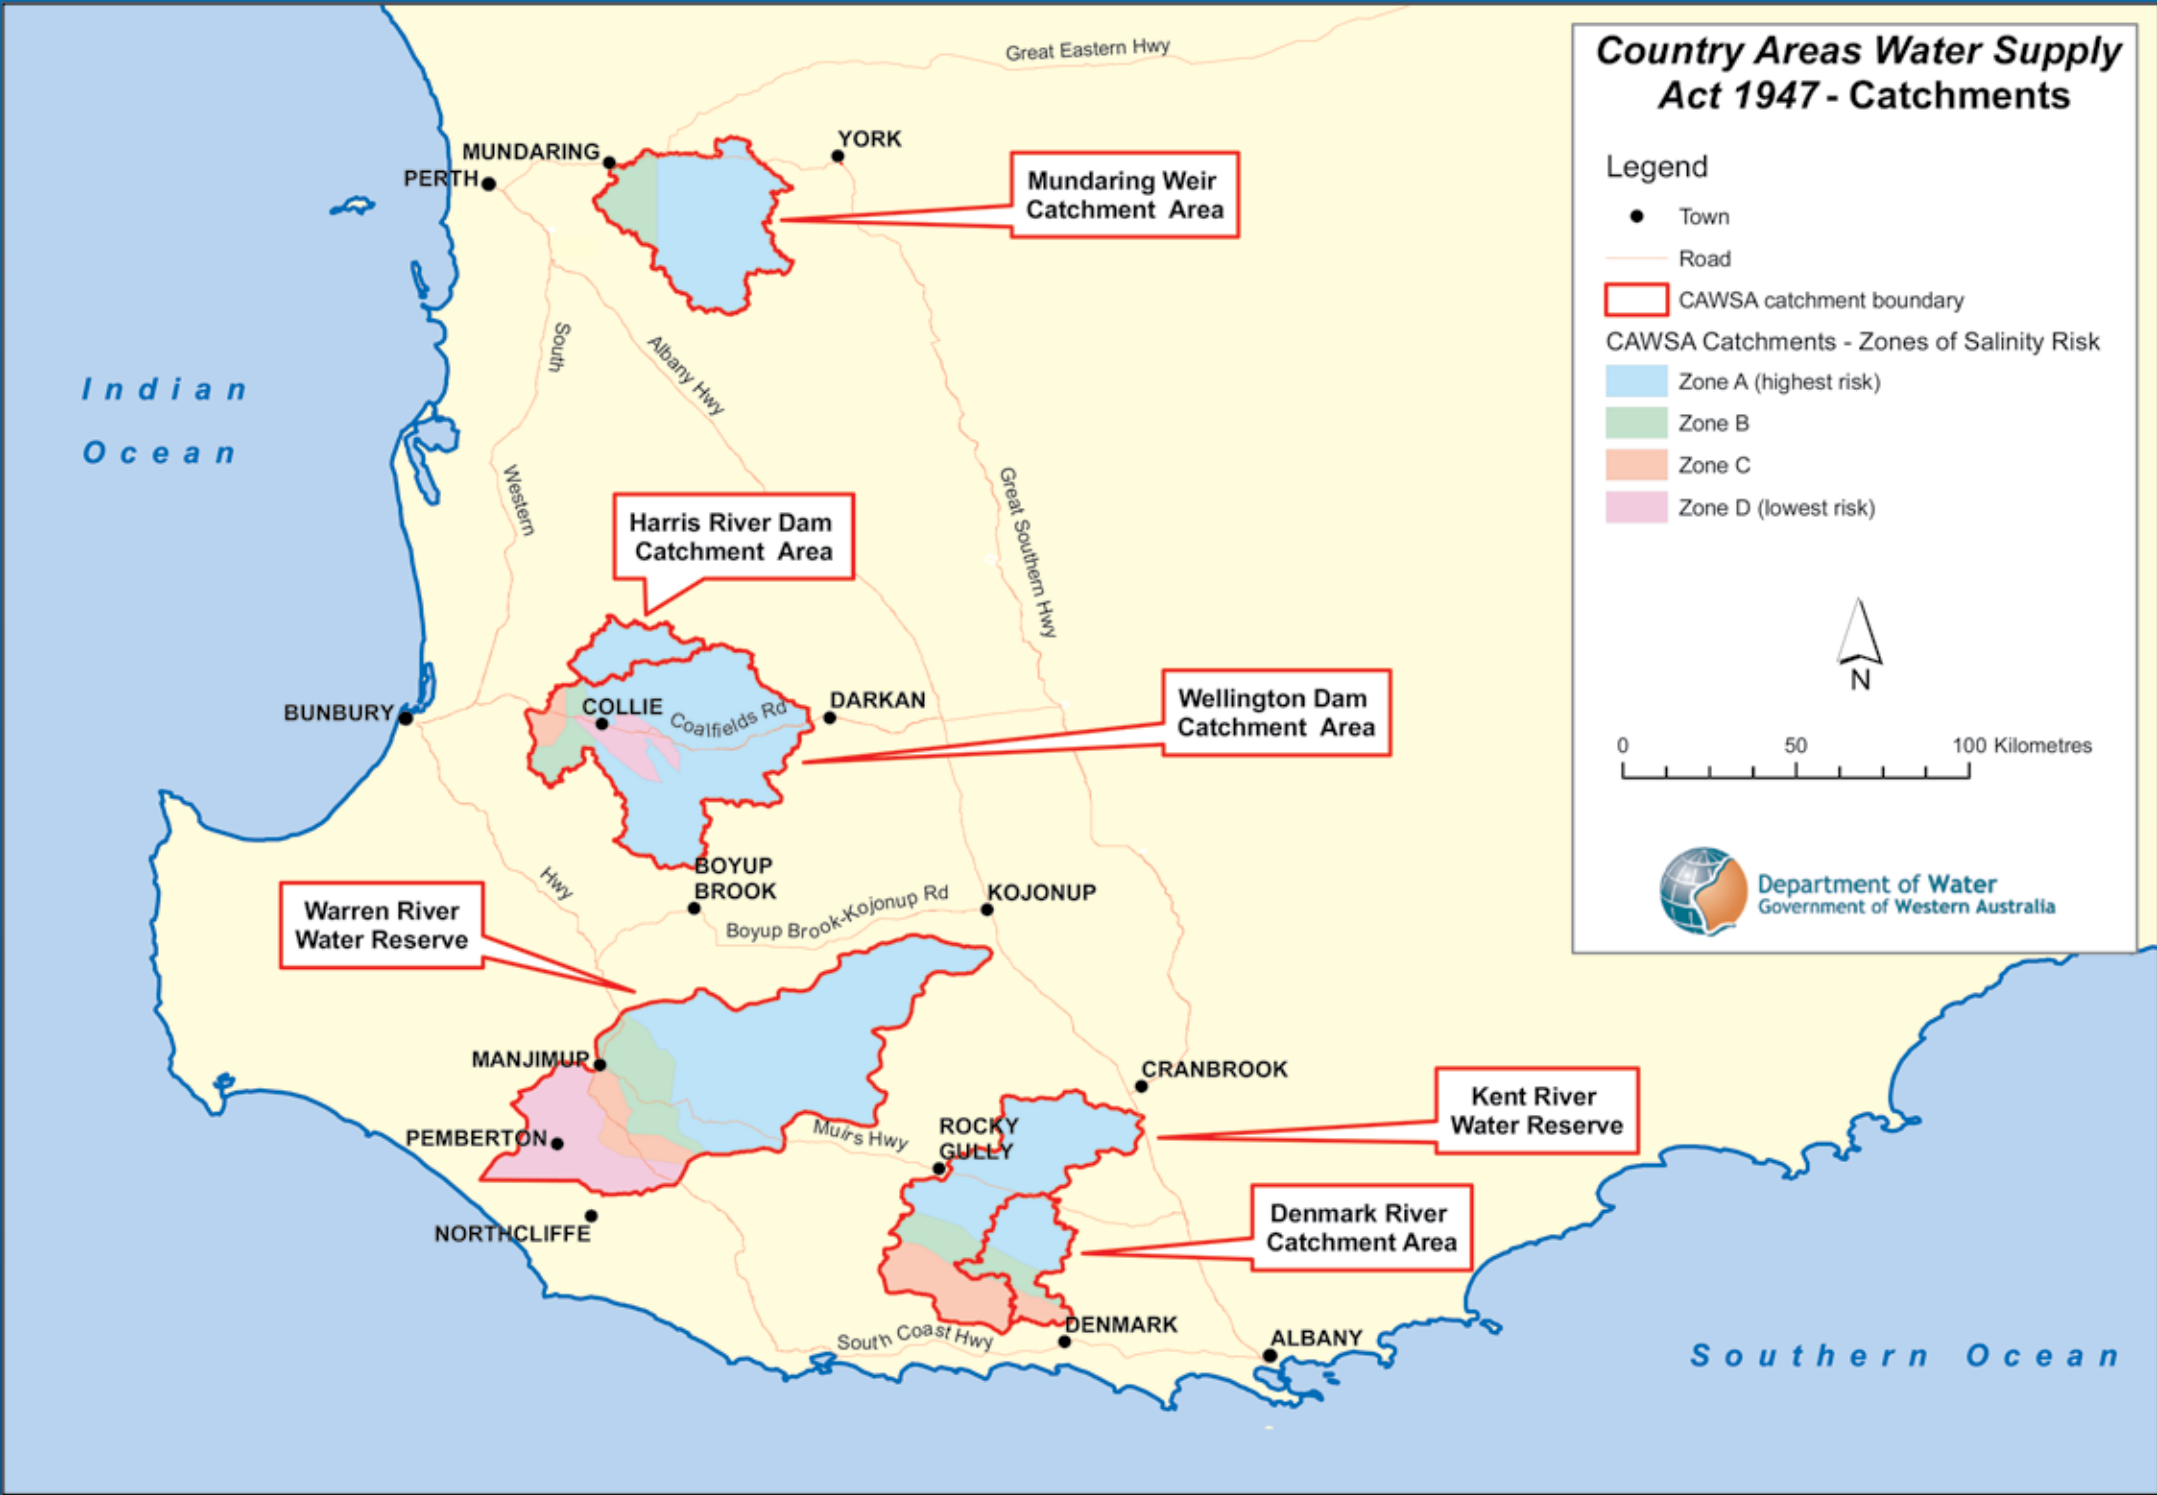 Country Areas Water Supply
Act 1947 - Catchments
Legend
Town
Road
CAWSA catchment boundary
CAWSA Catchments - Zones of Salinity Risk
Zone A (highest risk)
Zone B
Zone C
Zone D (lowest risk)
N
0 50 100 Kilometres
Department of Water
Government of Western Australia
Great Eastern Hwy
MUNDARING
PERTH
YORK
Mundaring Weir
Catchment Area
South
Albany Hwy
Indian
Ocean
Western
Great Southern Hwy
Harris River Dam
Catchment Area
BUNBURY
COLLIE
Coalfields Rd
DARKAN
Wellington Dam
Catchment Area
Hwy
BOYUP
BROOK
Boyup Brook-Kojonup Rd
KOJONUP
Warren River
Water Reserve
MANJIMUP
PEMBERTON
NORTHCLIFFE
Muirs Hwy
ROCKY
GULLY
CRANBROOK
Kent River
Water Reserve
Denmark River
Catchment Area
South Coast Hwy
DENMARK
ALBANY
Southern Ocean